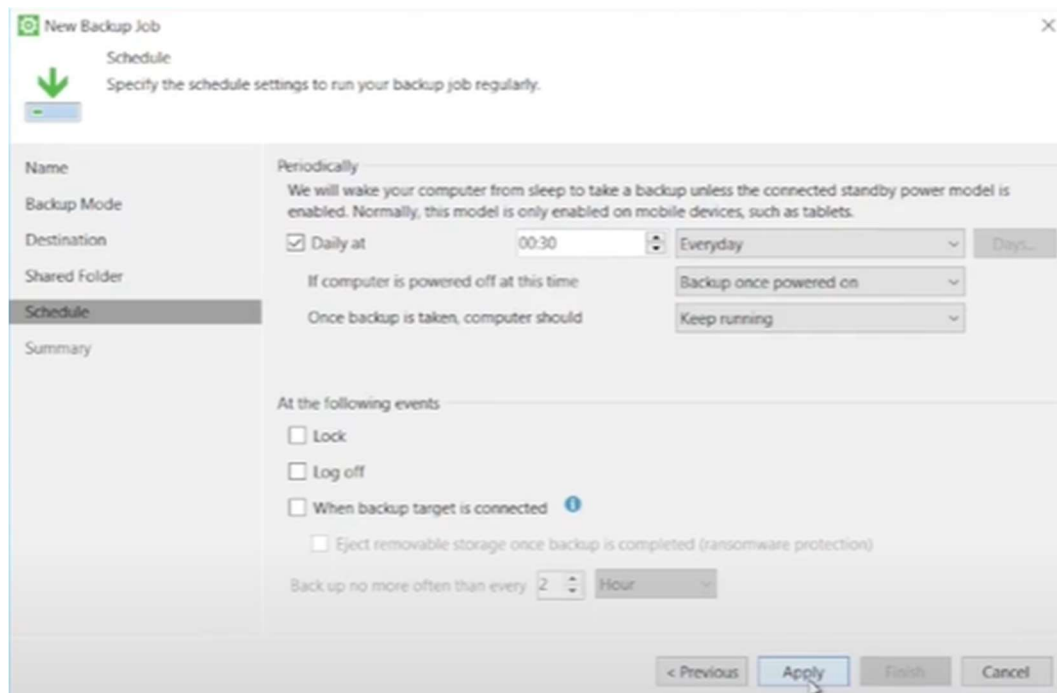 New Backup Job
Schedule
Specify the schedule settings to run your backup job regularly.
Name
Backup Mode
Destination
Shared Folder
Schedule
Summary
Periodically
We will wake your computer from sleep to take a backup unless the connected standby power model is
enabled. Normally, this model is only enabled on mobile devices, such as tablets.
Daily at 00:30 Everyday Days...
If computer is powered off at this time Backup once powered on
Once backup is taken, computer should Keep running
At the following events
Lock
Log off
When backup target is connected
Eject removable storage once backup is completed (ransomware protection)
Back up no more often than every 2 Hour
< Previous Apply Finish Cancel